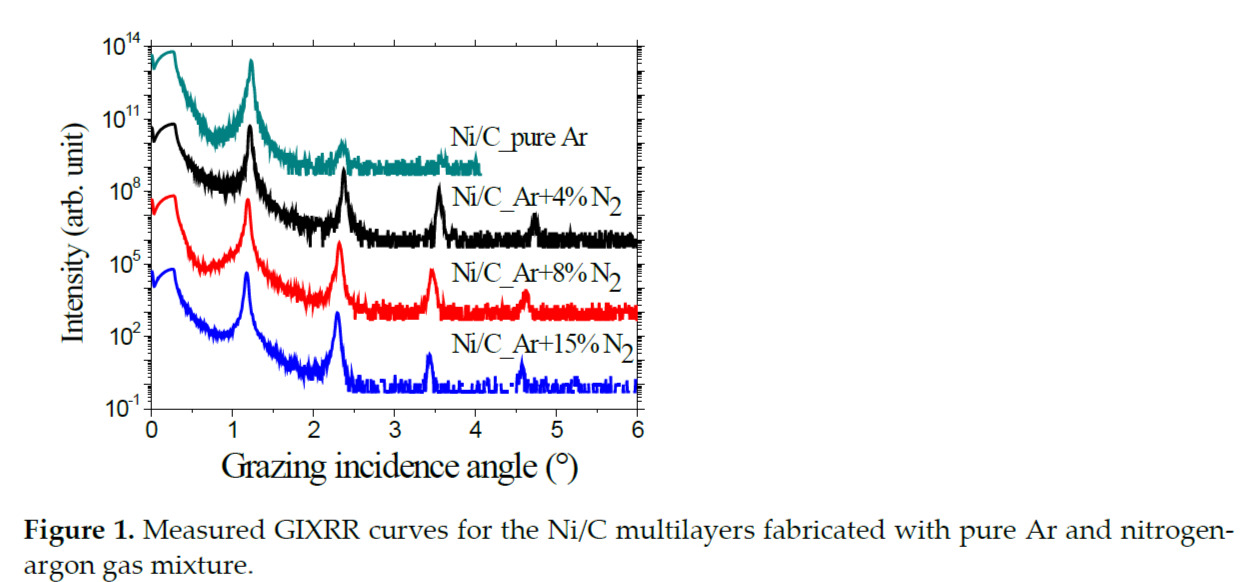 10^14
10^11
10^8
10^5
10^2
10^-1
Intensity (arb. unit)
Ni/C_pure Ar
Ni/C_Ar+4% N2
Ni/C_Ar+8% N2
Ni/C_Ar+15% N2
0 1 2 3 4 5 6
Grazing incidence angle (°)
Figure 1. Measured GIXRR curves for the Ni/C multilayers fabricated with pure Ar and nitrogen-
argon gas mixture.